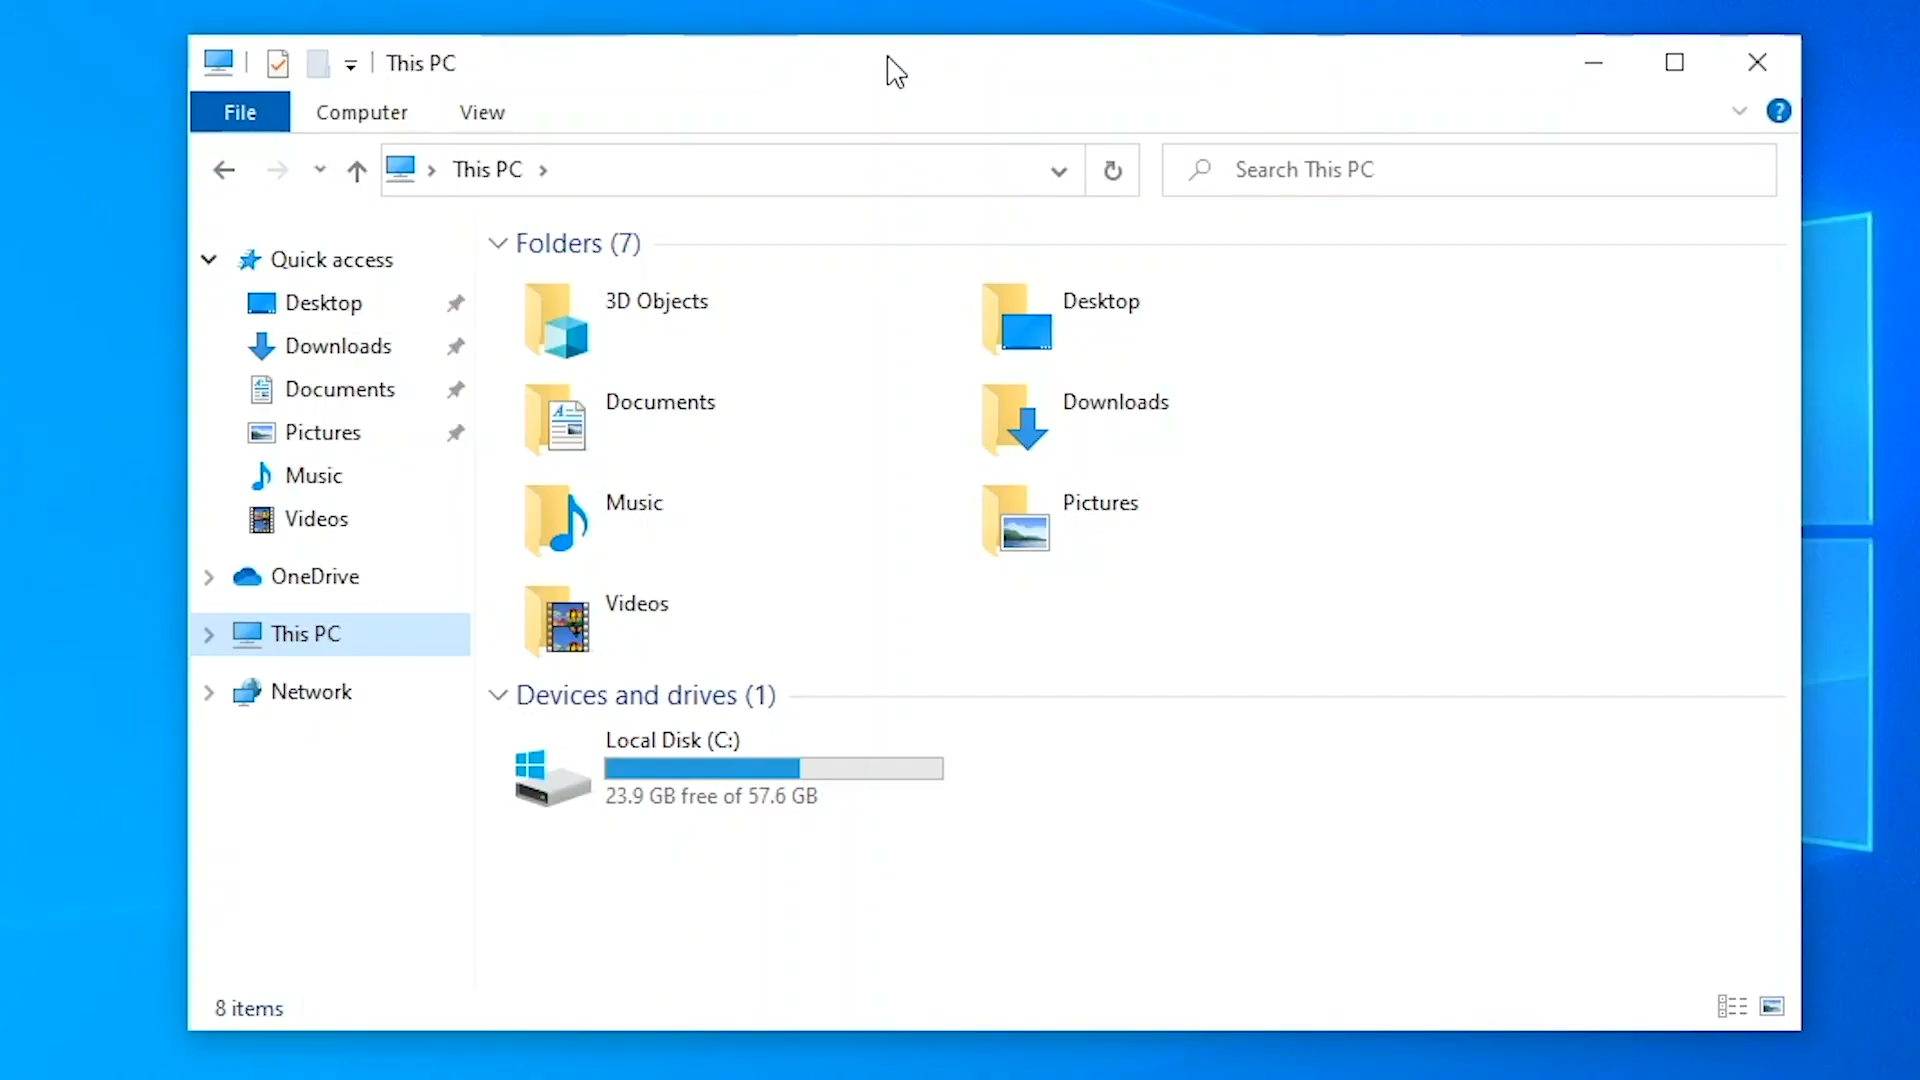 This PC
File Computer View
This PC
Search This PC
Quick access
Desktop
Downloads
Documents
Pictures
Music
Videos
OneDrive
This PC
Network
Folders (7)
3D Objects
Desktop
Documents
Downloads
Music
Pictures
Videos
Devices and drives (1)
Local Disk (C:)
23.9 GB free of 57.6 GB
8 items